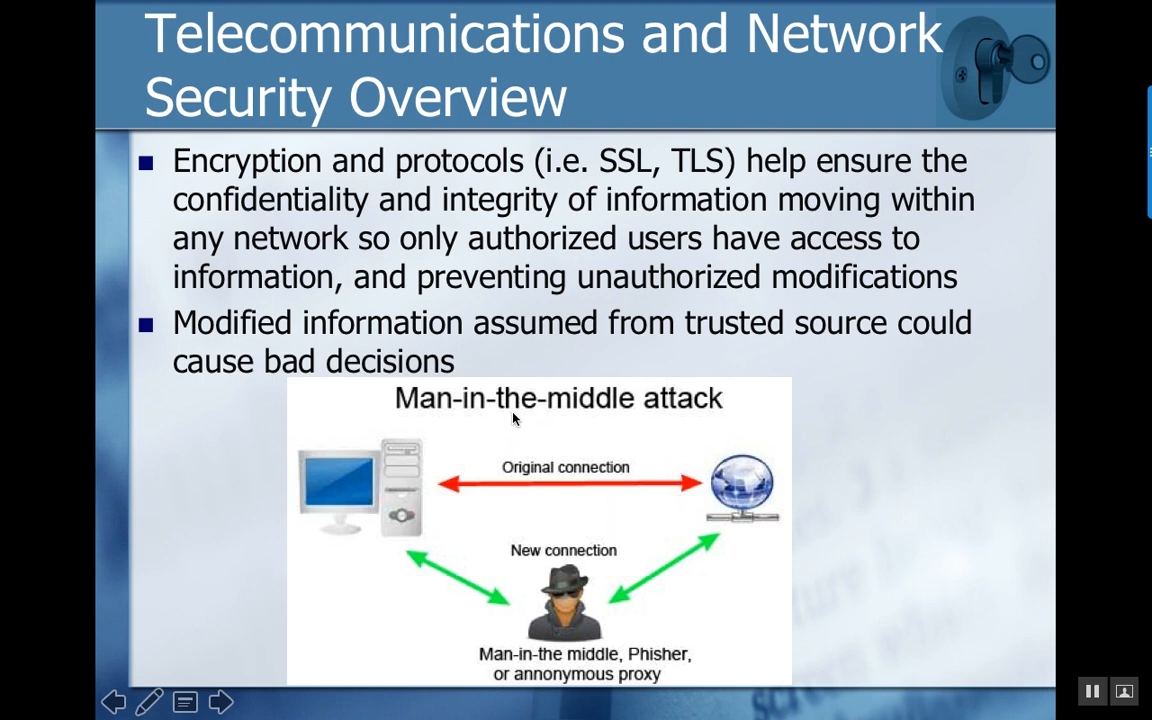 Telecommunications and Network
Security Overview
Encryption and protocols (i.e. SSL, TLS) help ensure the
confidentiality and integrity of information moving within
any network so only authorized users have access to
information, and preventing unauthorized modifications
Modified information assumed from trusted source could
cause bad decisions
Man-in-the-middle attack
Original connection
New connection
Man-in-the middle, Phisher,
or annonymous proxy